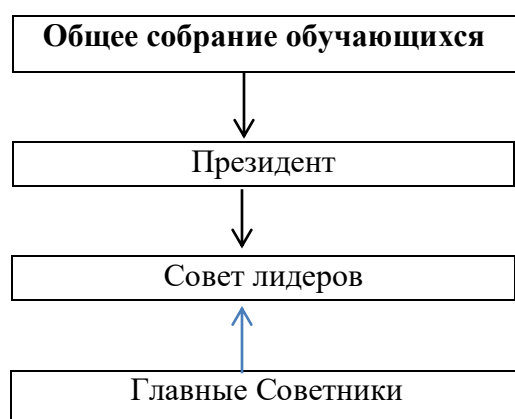 Общее собрание обучающихся
Президент
Совет лидеров
Главные Советники